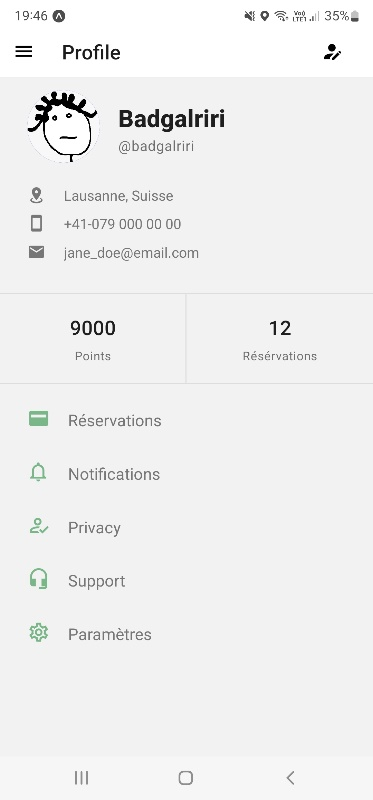 19:46
35%
Profile
Badgalriri
@badgalriri
Lausanne, Suisse
+41-079 000 00 00
jane_doe@email.com
9000
12
Points
Résérvations
Réservations
Notifications
Privacy
Support
Paramètres